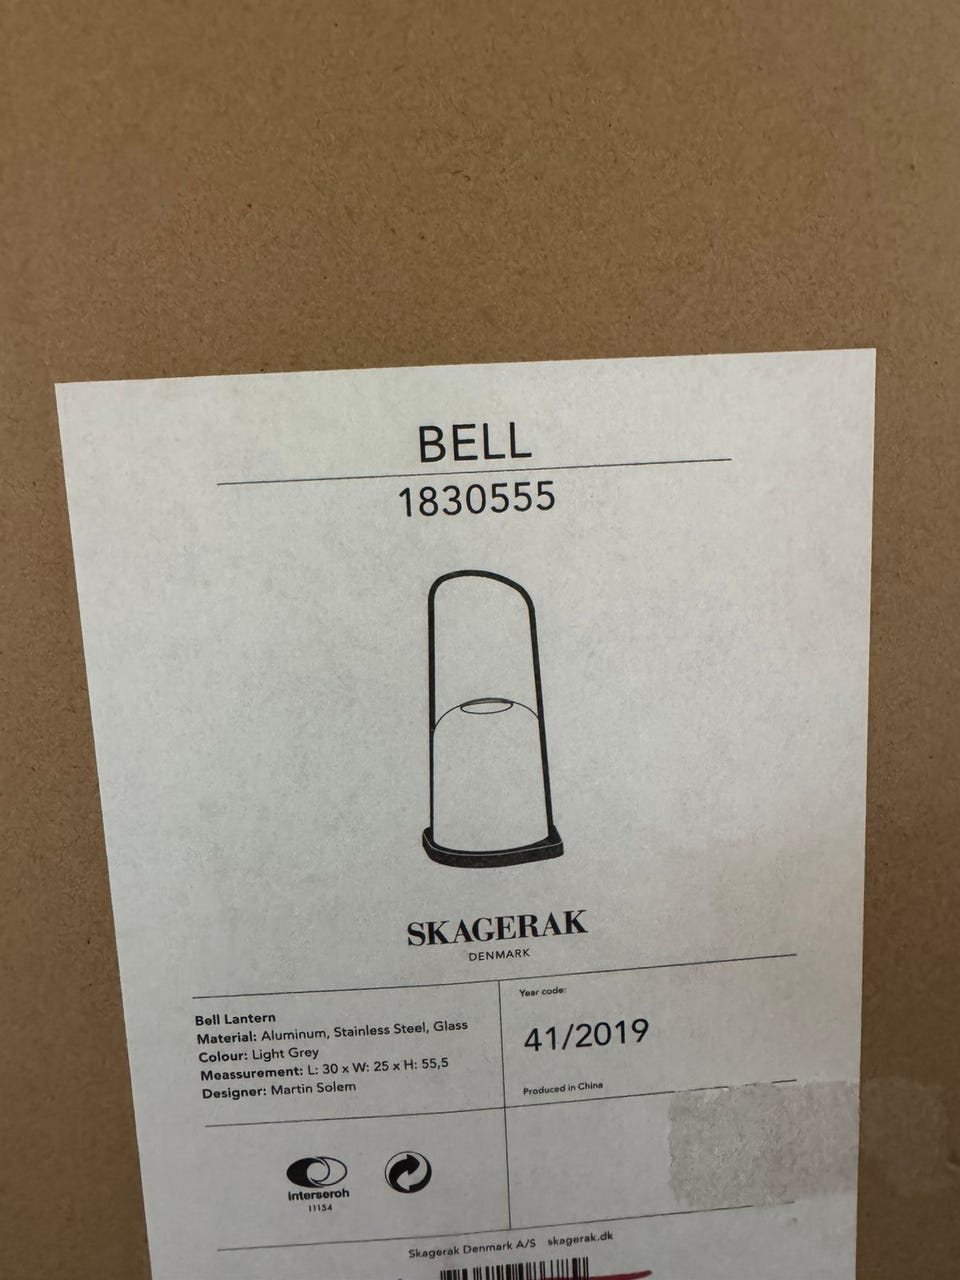 BELL
1830555
SKAGERAK
DENMARK
Bell Lantern
Material: Aluminum, Stainless Steel, Glass
Colour: Light Grey
Meassurement: L: 30 x W: 25 x H: 55,5
Designer: Martin Solem
Year code:
41/2019
Produced in China
interseroh
11154
Skagerak Denmark A/S skagerak.dk